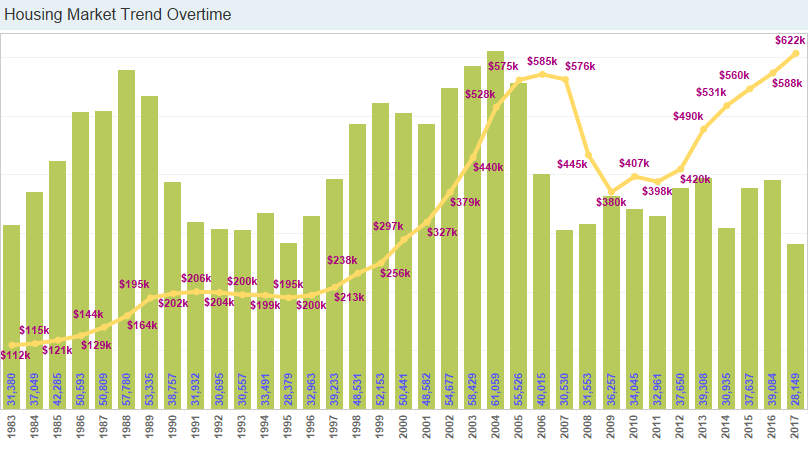 Housing Market Trend Overtime
$112k
$115k
$121k
$129k
$144k
$164k
$195k
$202k
$206k
$204k
$200k
$199k
$195k
$200k
$213k
$238k
$256k
$297k
$327k
$379k
$440k
$528k
$575k
$585k
$576k
$445k
$380k
$407k
$398k
$420k
$490k
$531k
$560k
$588k
$622k
31,380
37,049
42,285
50,593
50,809
57,780
53,335
38,757
31,932
30,695
30,557
33,491
28,379
32,963
39,233
48,531
52,153
50,441
48,582
54,677
58,429
61,059
55,526
40,015
30,530
31,553
36,257
34,045
32,961
37,650
39,308
30,935
37,637
39,084
28,149
1983
1984
1985
1986
1987
1988
1989
1990
1991
1992
1993
1994
1995
1996
1997
1998
1999
2000
2001
2002
2003
2004
2005
2006
2007
2008
2009
2010
2011
2012
2013
2014
2015
2016
2017